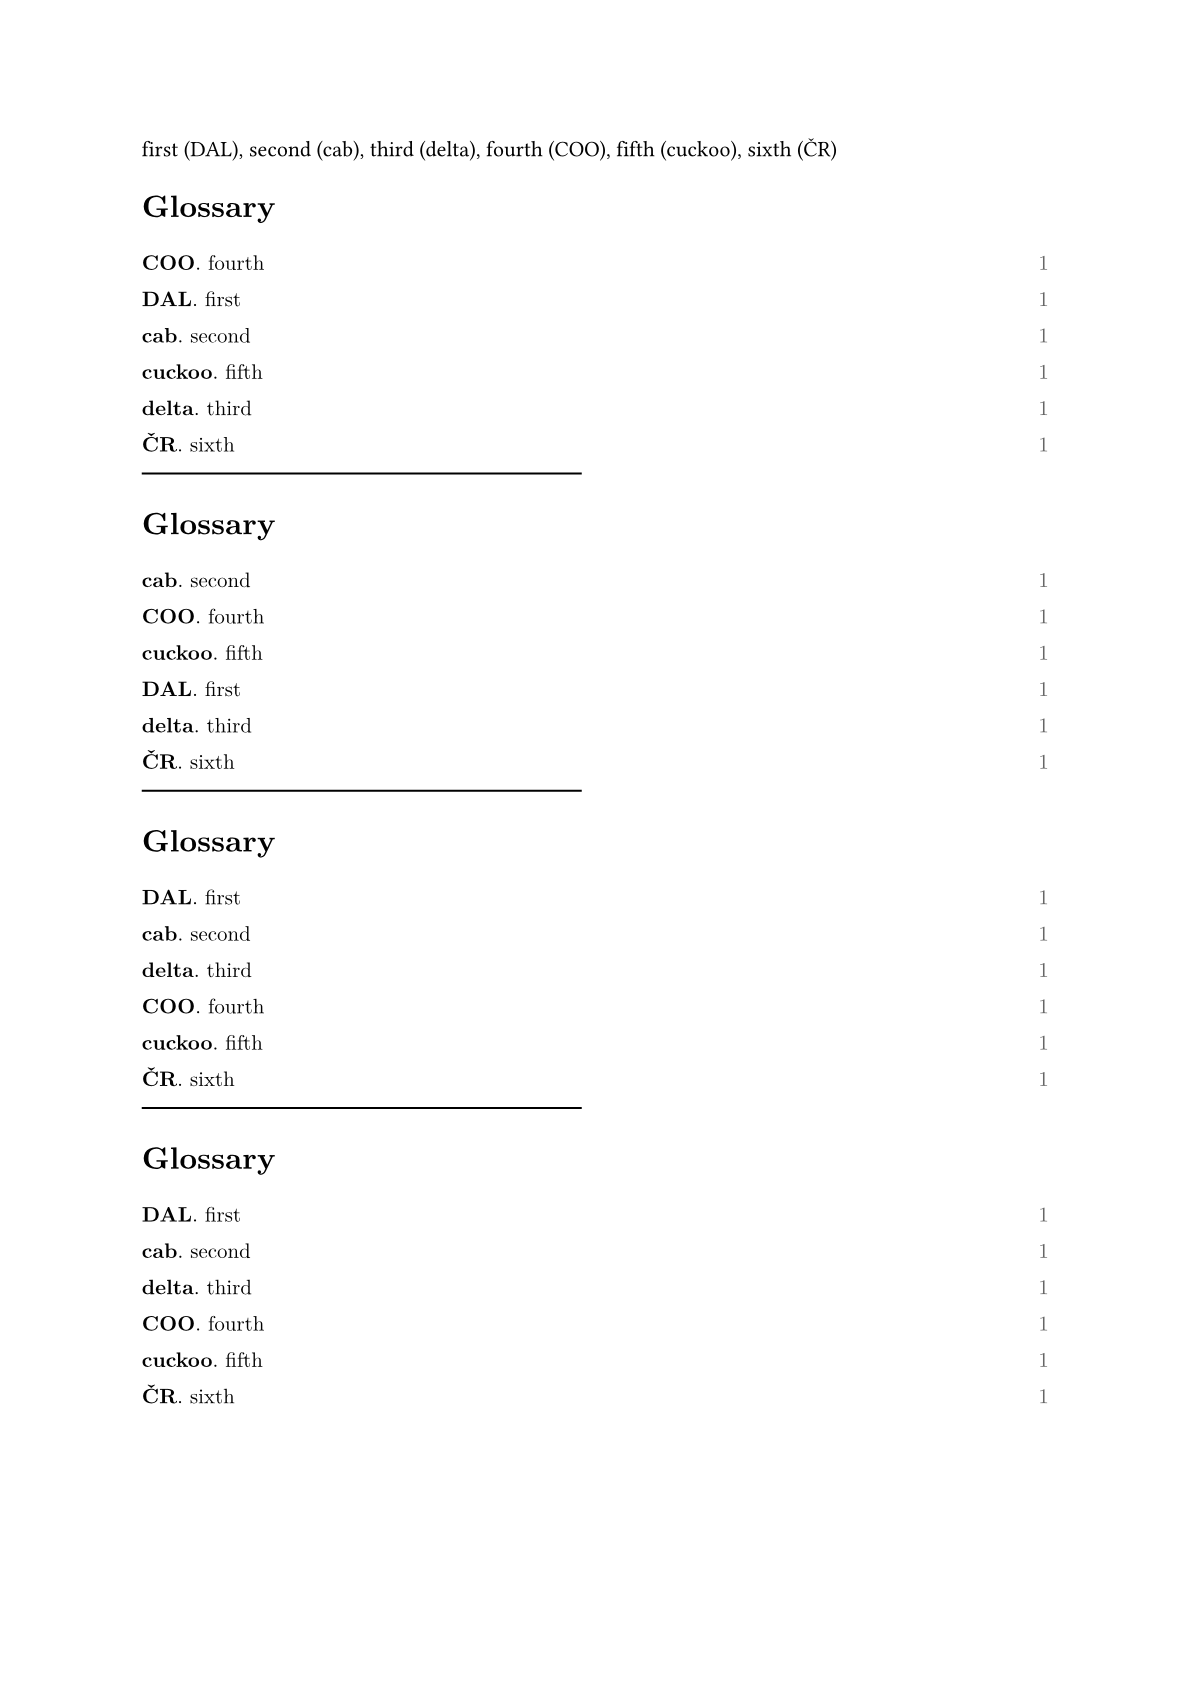 first (DAL), second (cab), third (delta), fourth (COO), fifth (cuckoo), sixth (ČR)
Glossary
COO. fourth 1
DAL. first 1
cab. second 1
cuckoo. fifth 1
delta. third 1
ČR. sixth 1
Glossary
cab. second 1
COO. fourth 1
cuckoo. fifth 1
DAL. first 1
delta. third 1
ČR. sixth 1
Glossary
DAL. first 1
cab. second 1
delta. third 1
COO. fourth 1
cuckoo. fifth 1
ČR. sixth 1
Glossary
DAL. first 1
cab. second 1
delta. third 1
COO. fourth 1
cuckoo. fifth 1
ČR. sixth 1